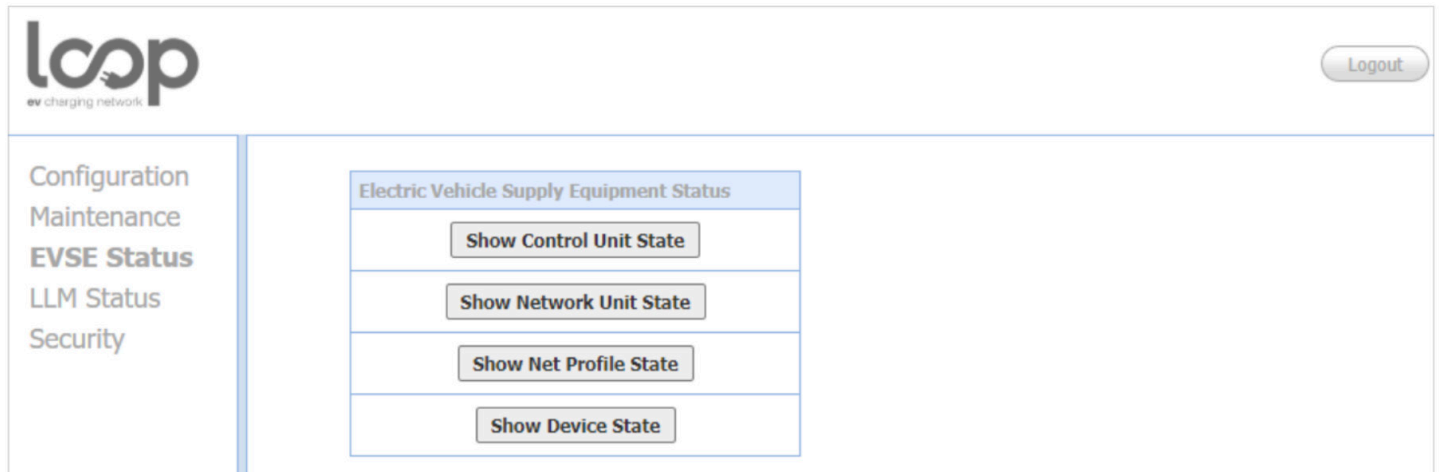 loop
ev charging network
Logout
Configuration
Maintenance
EVSE Status
LLM Status
Security
Electric Vehicle Supply Equipment Status
Show Control Unit State
Show Network Unit State
Show Net Profile State
Show Device State